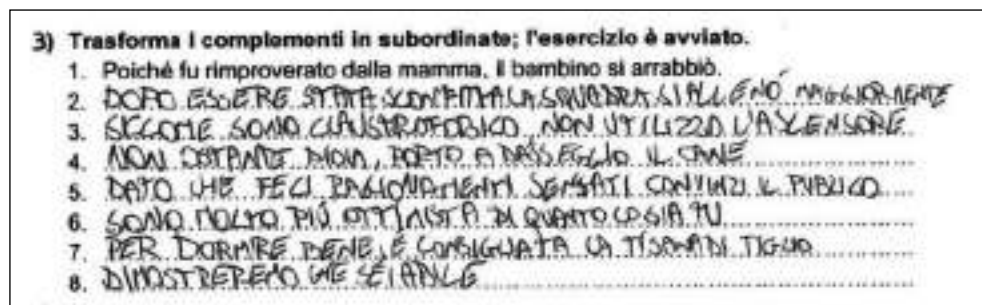 3) Trasforma i complementi in subordinate; l'esercizio è avviato.
1. Poiché fu rimproverato dalla mamma, il bambino si arrabbiò.
2. DOPO ESSERE STATA SCONFITTA LA SQUADRA SI ALLENÒ MAGGIORMENTE
3. SICCOME SONO CLAUSTROFOBICO NON UTILIZZO L'ASCENSORE
4. NON OSTANTE PIOVA, PORTO A PASSEGGIO IL CANE
5. DATO CHE FECI RAGIONAMENTI SENSATI CONVINZI IL PUBLICO
6. SONO MOLTO PIÙ OTTIMISTA DI QUANTO LO SIA TU
7. PER DORMIRE BENE, È CONSIGLIATA LA TISANA DI TIGLIO
8. DIMOSTREREMO CHE SEI ABILE